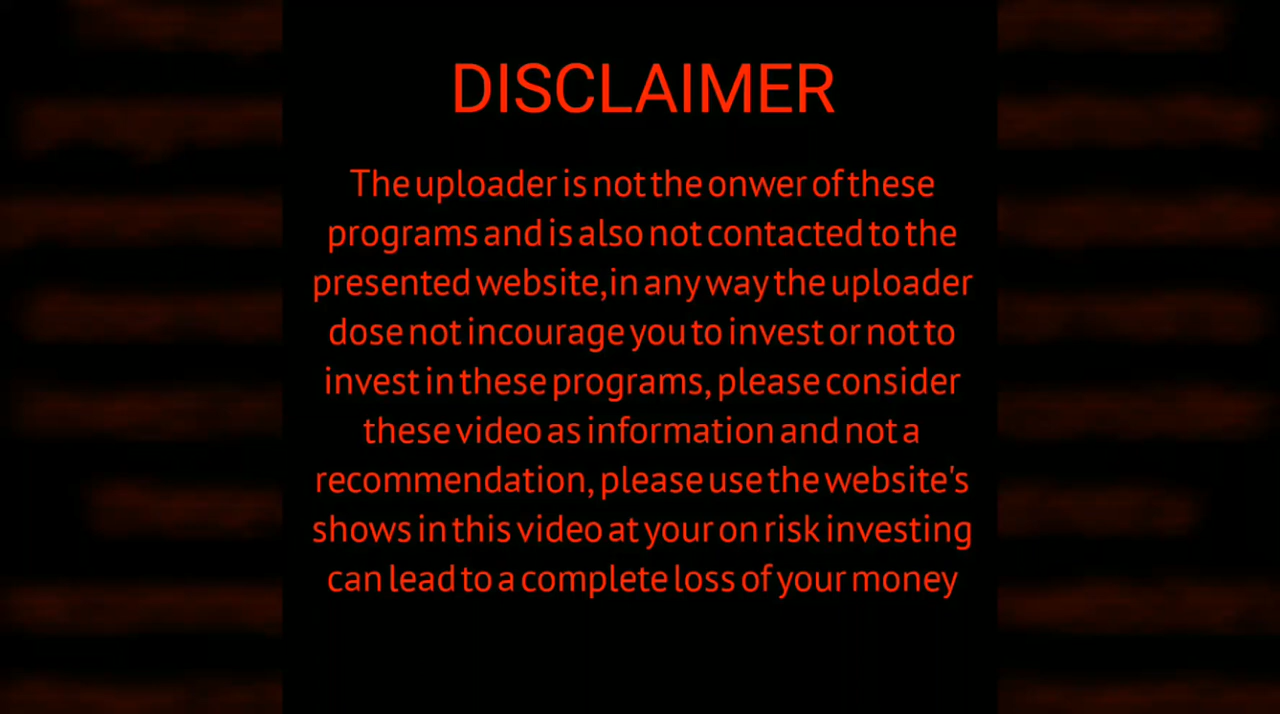 DISCLAIMER
The uploader is not the onwer of these
programs and is also not contacted to the
presented website,in any way the uploader
dose not incourage you to invest or not to
invest in these programs, please consider
these video as information and not a
recommendation, please use the website's
shows in this video at your on risk investing
can lead to a complete loss of your money